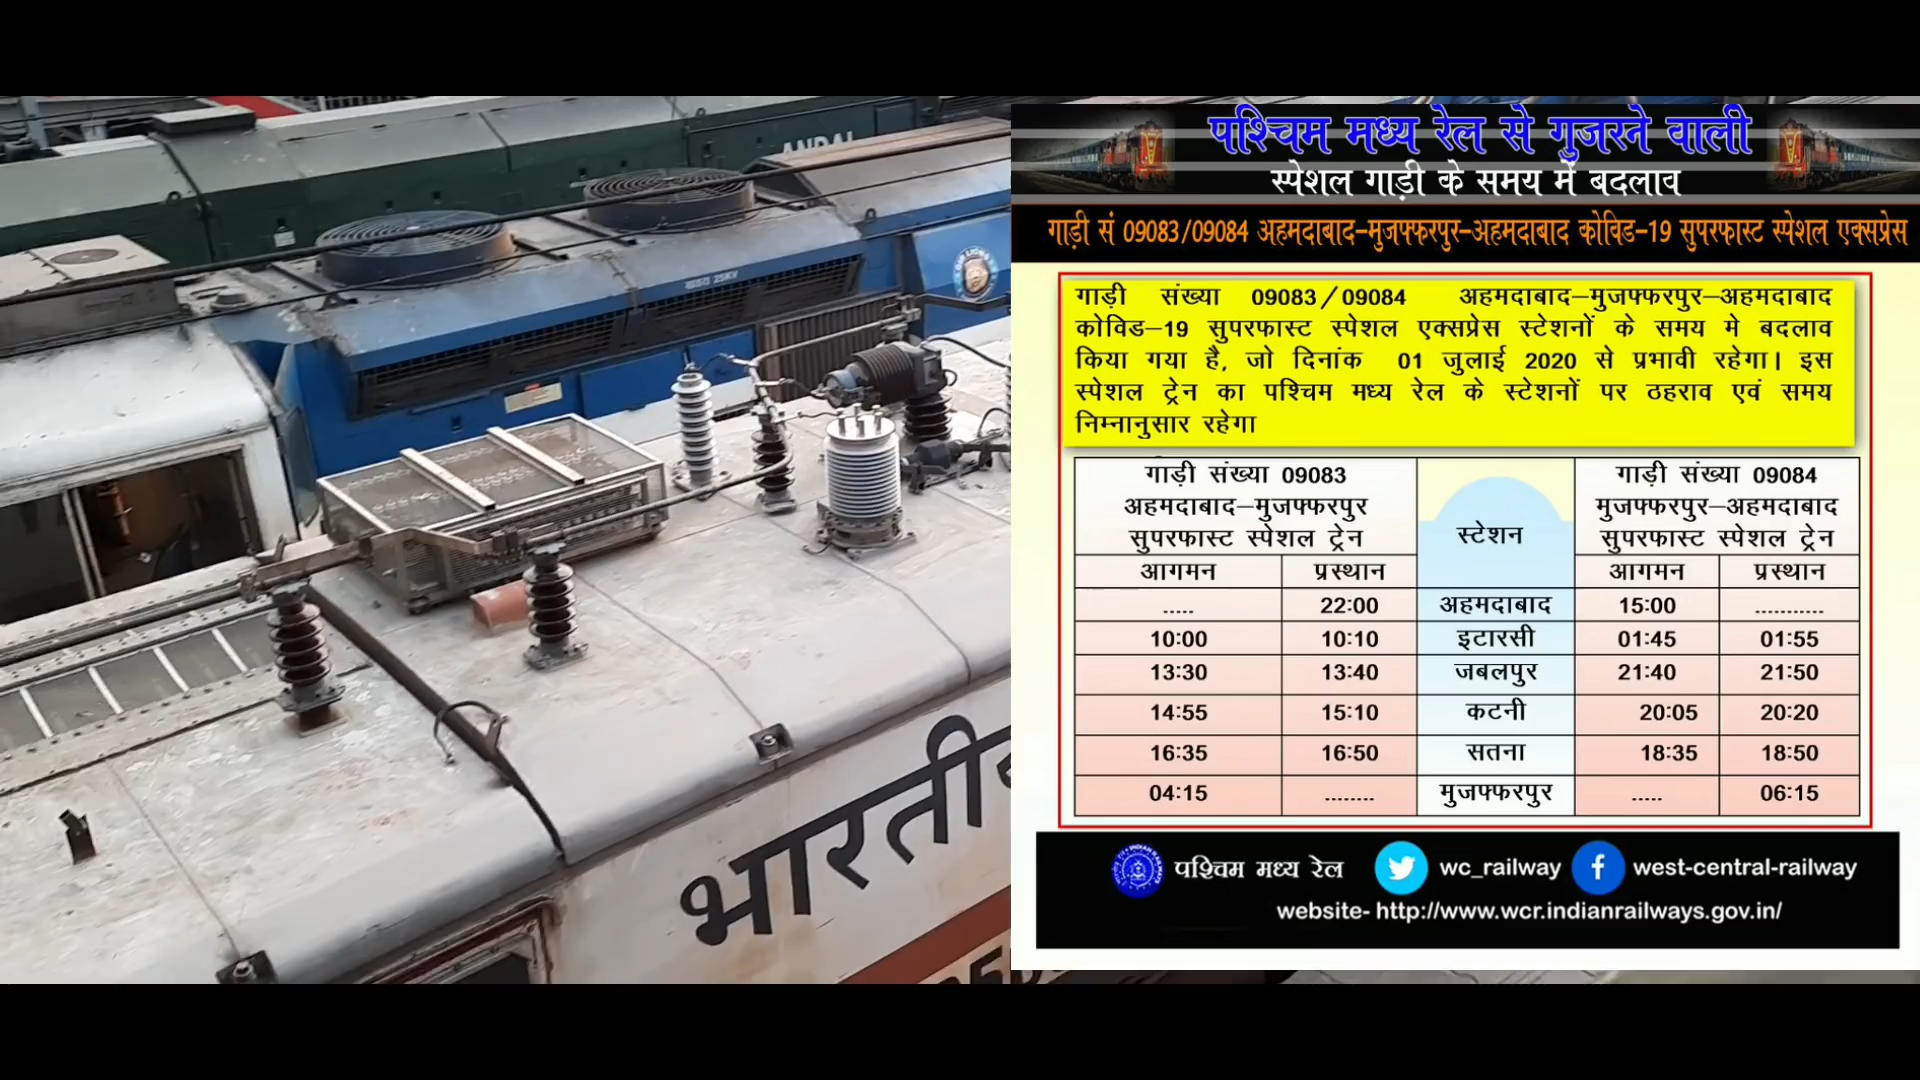 ANDAL
खतरा 25KV
भारतीय
पश्चिम मध्य रेल से गुजरने वाली
स्पेशल गाड़ी के समय में बदलाव
गाड़ी सं 09083/09084 अहमदाबाद-मुजफ्फरपुर-अहमदाबाद कोविड-19 सुपरफास्ट स्पेशल एक्सप्रेस
गाड़ी संख्या 09083/09084 अहमदाबाद–मुजफ्फरपुर–अहमदाबाद
कोविड–19 सुपरफास्ट स्पेशल एक्सप्रेस स्टेशनों के समय मे बदलाव
किया गया है, जो दिनांक 01 जुलाई 2020 से प्रभावी रहेगा। इस
स्पेशल ट्रेन का पश्चिम मध्य रेल के स्टेशनों पर ठहराव एवं समय
निम्नानुसार रहेगा
गाड़ी संख्या 09083
अहमदाबाद–मुजफ्फरपुर
सुपरफास्ट स्पेशल ट्रेन
स्टेशन
गाड़ी संख्या 09084
मुजफ्फरपुर–अहमदाबाद
सुपरफास्ट स्पेशल ट्रेन
आगमन प्रस्थान आगमन प्रस्थान
..... 22:00 अहमदाबाद 15:00 ...........
10:00 10:10 इटारसी 01:45 01:55
13:30 13:40 जबलपुर 21:40 21:50
14:55 15:10 कटनी 20:05 20:20
16:35 16:50 सतना 18:35 18:50
04:15 ........ मुजफ्फरपुर ..... 06:15
पश्चिम मध्य रेल wc_railway west-central-railway
website- http://www.wcr.indianrailways.gov.in/